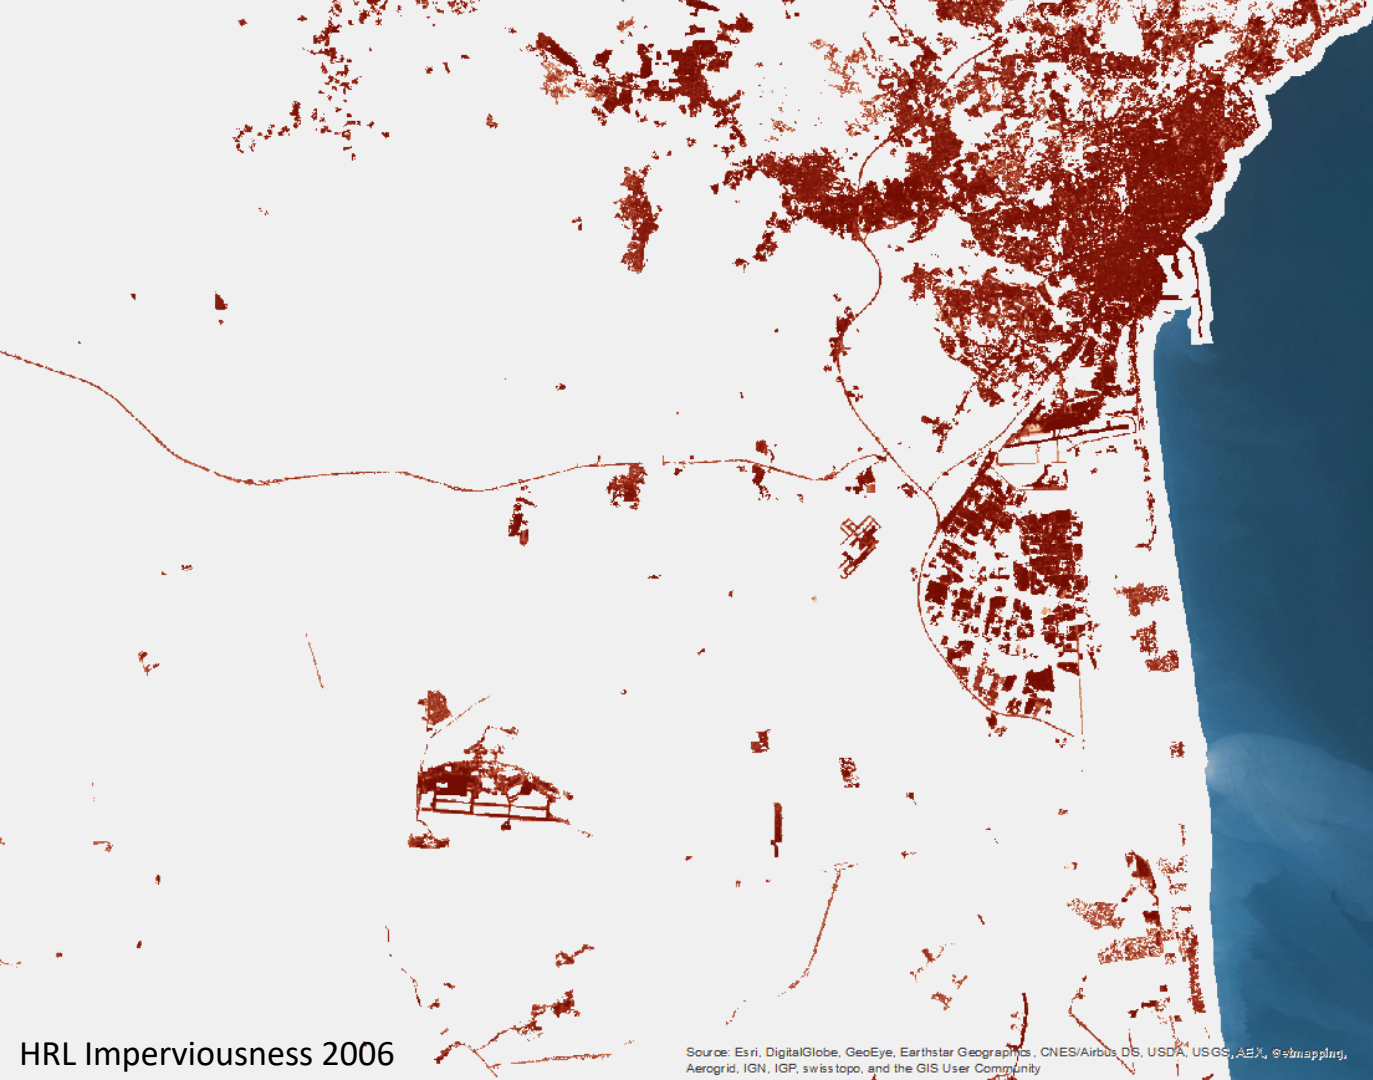 HRL Imperviousness 2006
Source: Esri, DigitalGlobe, GeoEye, Earthstar Geographics, CNES/Airbus DS, USDA, USGS, AEX, Getmapping,
Aerogrid, IGN, IGP, swisstopo, and the GIS User Community